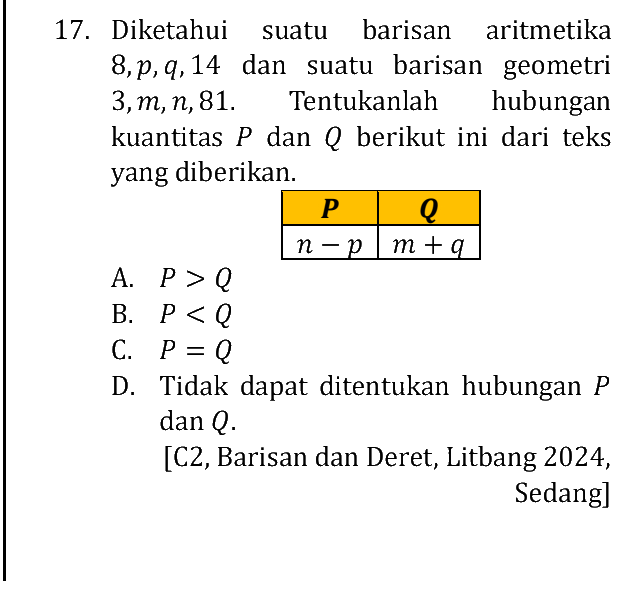 17. Diketahui suatu barisan aritmetika
8, p, q, 14 dan suatu barisan geometri
3, m, n, 81. Tentukanlah hubungan
kuantitas P dan Q berikut ini dari teks
yang diberikan.
P Q
n − p m + q
A. P > Q
B. P < Q
C. P = Q
D. Tidak dapat ditentukan hubungan P
dan Q.
[C2, Barisan dan Deret, Litbang 2024,
Sedang]